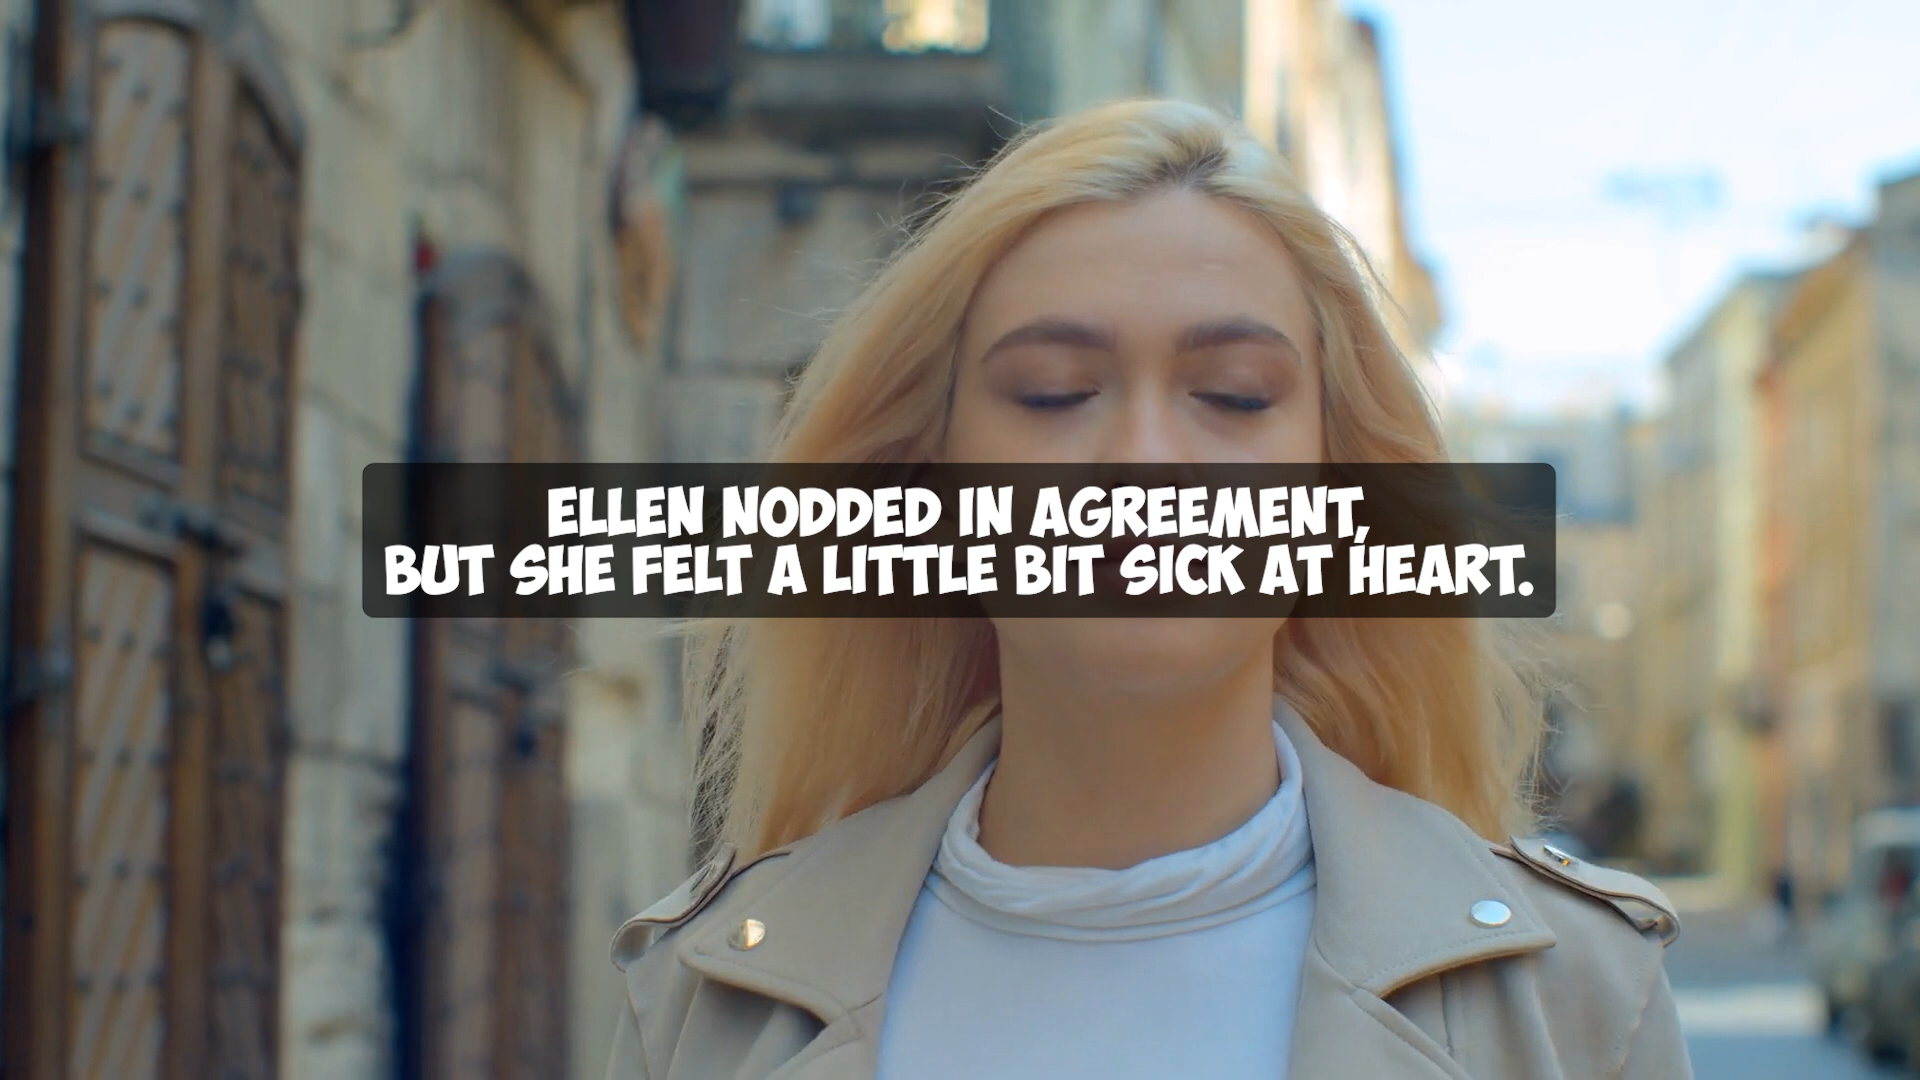 ELLEN NODDED IN AGREEMENT,
BUT SHE FELT A LITTLE BIT SICK AT HEART.